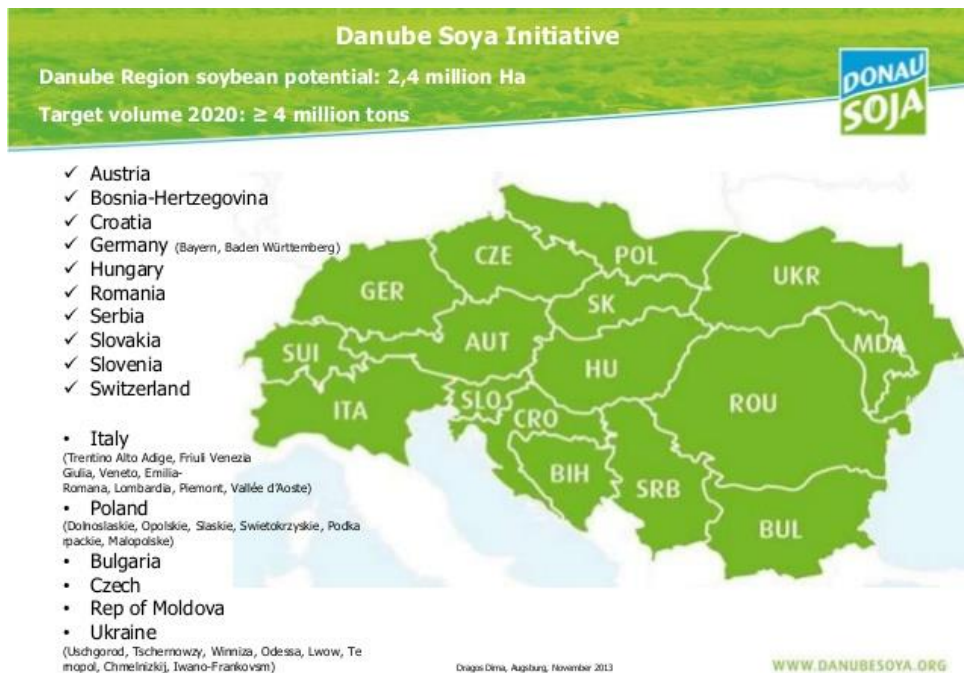 Danube Soya Initiative
Danube Region soybean potential: 2,4 million Ha
Target volume 2020: ≥ 4 million tons
DONAU
SOJA
✓ Austria
✓ Bosnia-Hertzegovina
✓ Croatia
✓ Germany (Bayern, Baden Württemberg)
✓ Hungary
✓ Romania
✓ Serbia
✓ Slovakia
✓ Slovenia
✓ Switzerland
• Italy
(Trentino Alto Adige, Friuli Venezia
Giulia, Veneto, Emilia-
Romana, Lombardia, Piemont, Vallée d'Aoste)
• Poland
(Dolnoslaskie, Opolskie, Slaskie, Swietokrzyskie, Podka
rpackie, Malopolske)
• Bulgaria
• Czech
• Rep of Moldova
• Ukraine
(Uschgorod, Tschernowzy, Winniza, Odessa, Lwow, Te
rnopol, Chmelnizkij, Iwano-Frankovsm)
CZE
POL
UKR
GER
SK
MDA
SUI
AUT
HU
ITA
SLO
CRO
ROU
BIH
SRB
BUL
Dragos Dima, Augsburg, November 2013
WWW.DANUBESOYA.ORG